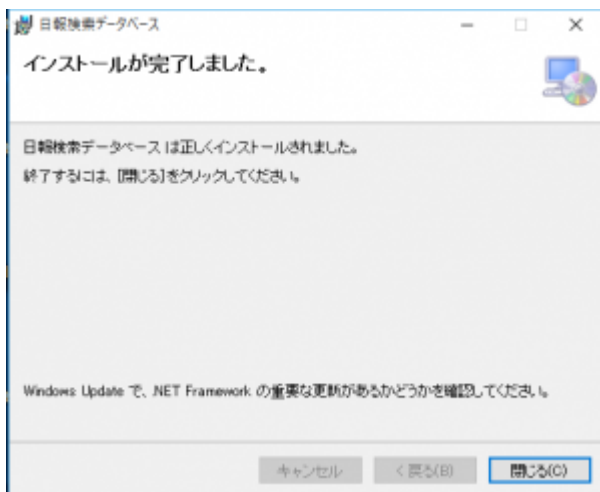 日報検索データベース
インストールが完了しました。
日報検索データベース は正しくインストールされました。
終了するには、[閉じる]をクリックしてください。
Windows Update で、.NET Framework の重要な更新があるかどうかを確認してください。
キャンセル
< 戻る(B)
閉じる(C)